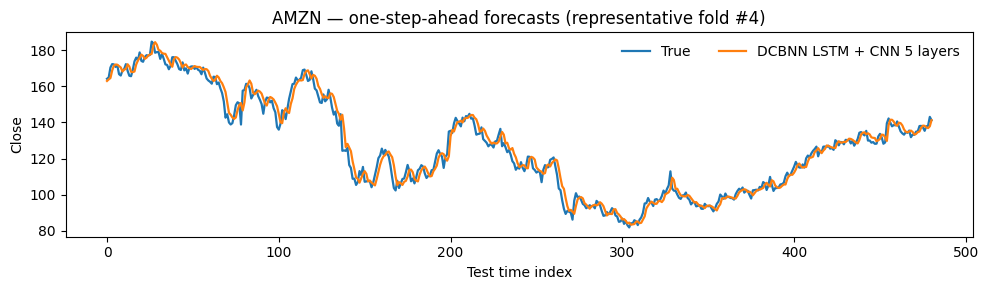 AMZN — one-step-ahead forecasts (representative fold #4)
True
DCBNN LSTM + CNN 5 layers
Close
180
160
140
120
100
80
0
100
200
300
400
500
Test time index